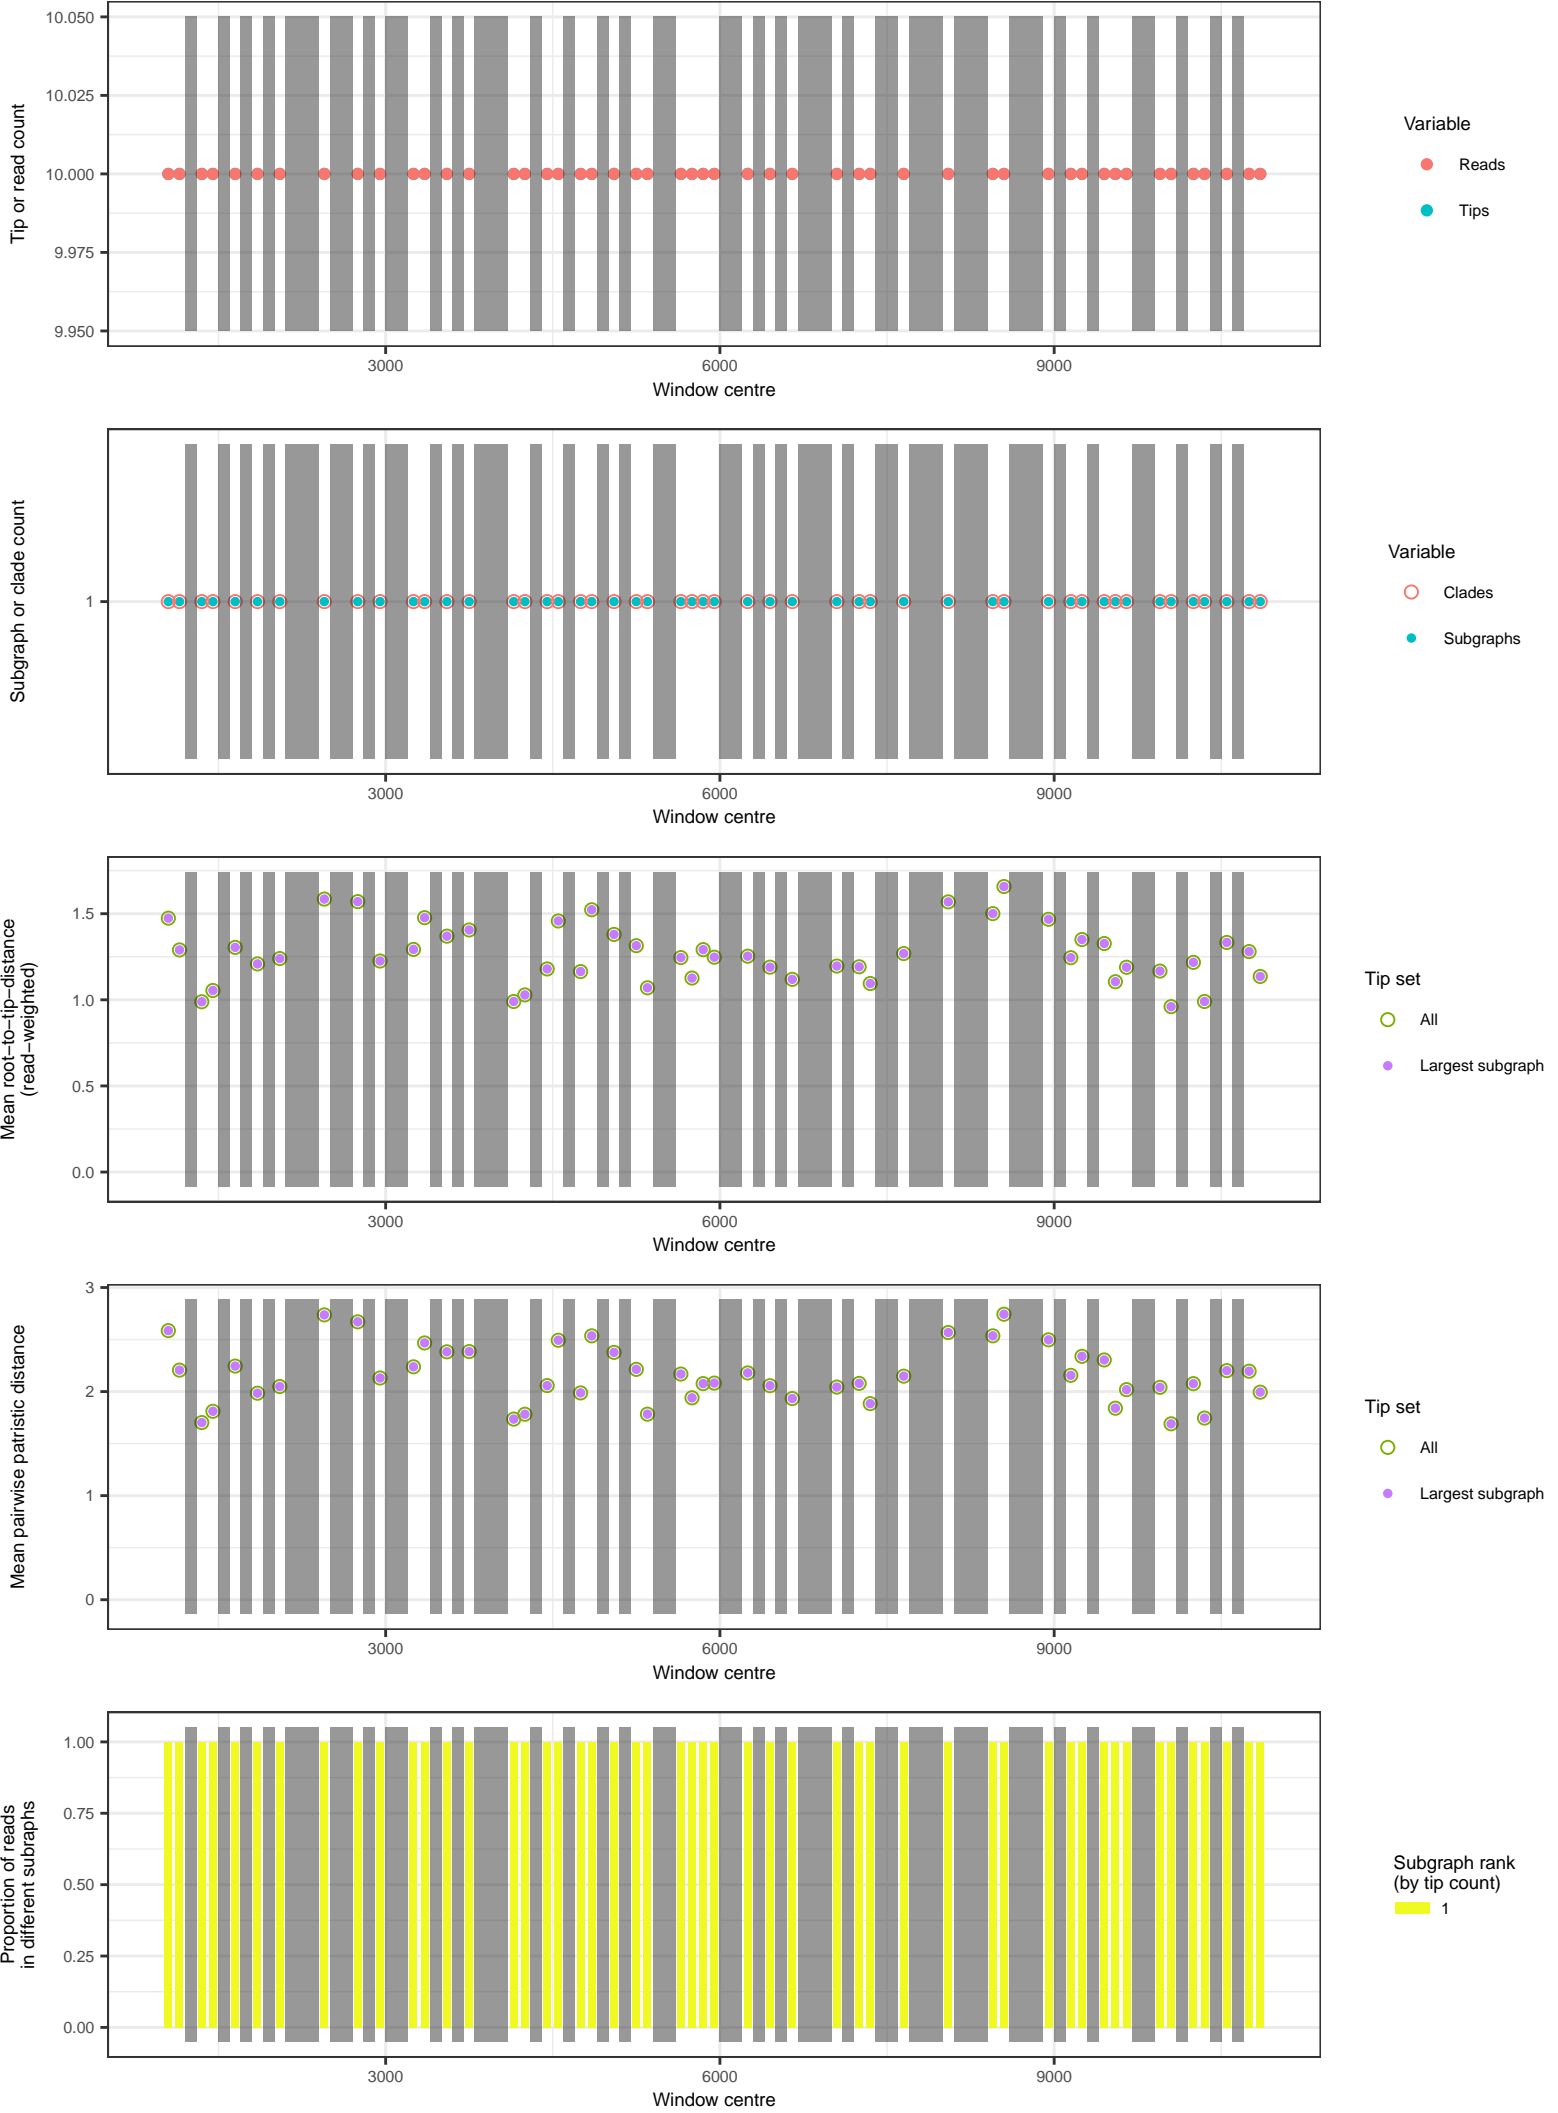 10.050
10.025
10.000
9.975
9.950
Tip or read count
3000
6000
9000
Window centre
Variable
Reads
Tips
1
Subgraph or clade count
3000
6000
9000
Window centre
Variable
Clades
Subgraphs
1.5
1.0
0.5
0.0
Mean root−to−tip−distance
(read−weighted)
3000
6000
9000
Window centre
Tip set
All
Largest subgraph
3
2
1
0
Mean pairwise patristic distance
3000
6000
9000
Window centre
Tip set
All
Largest subgraph
1.00
0.75
0.50
0.25
0.00
Proportion of reads
in different subraphs
3000
6000
9000
Window centre
Subgraph rank
(by tip count)
1